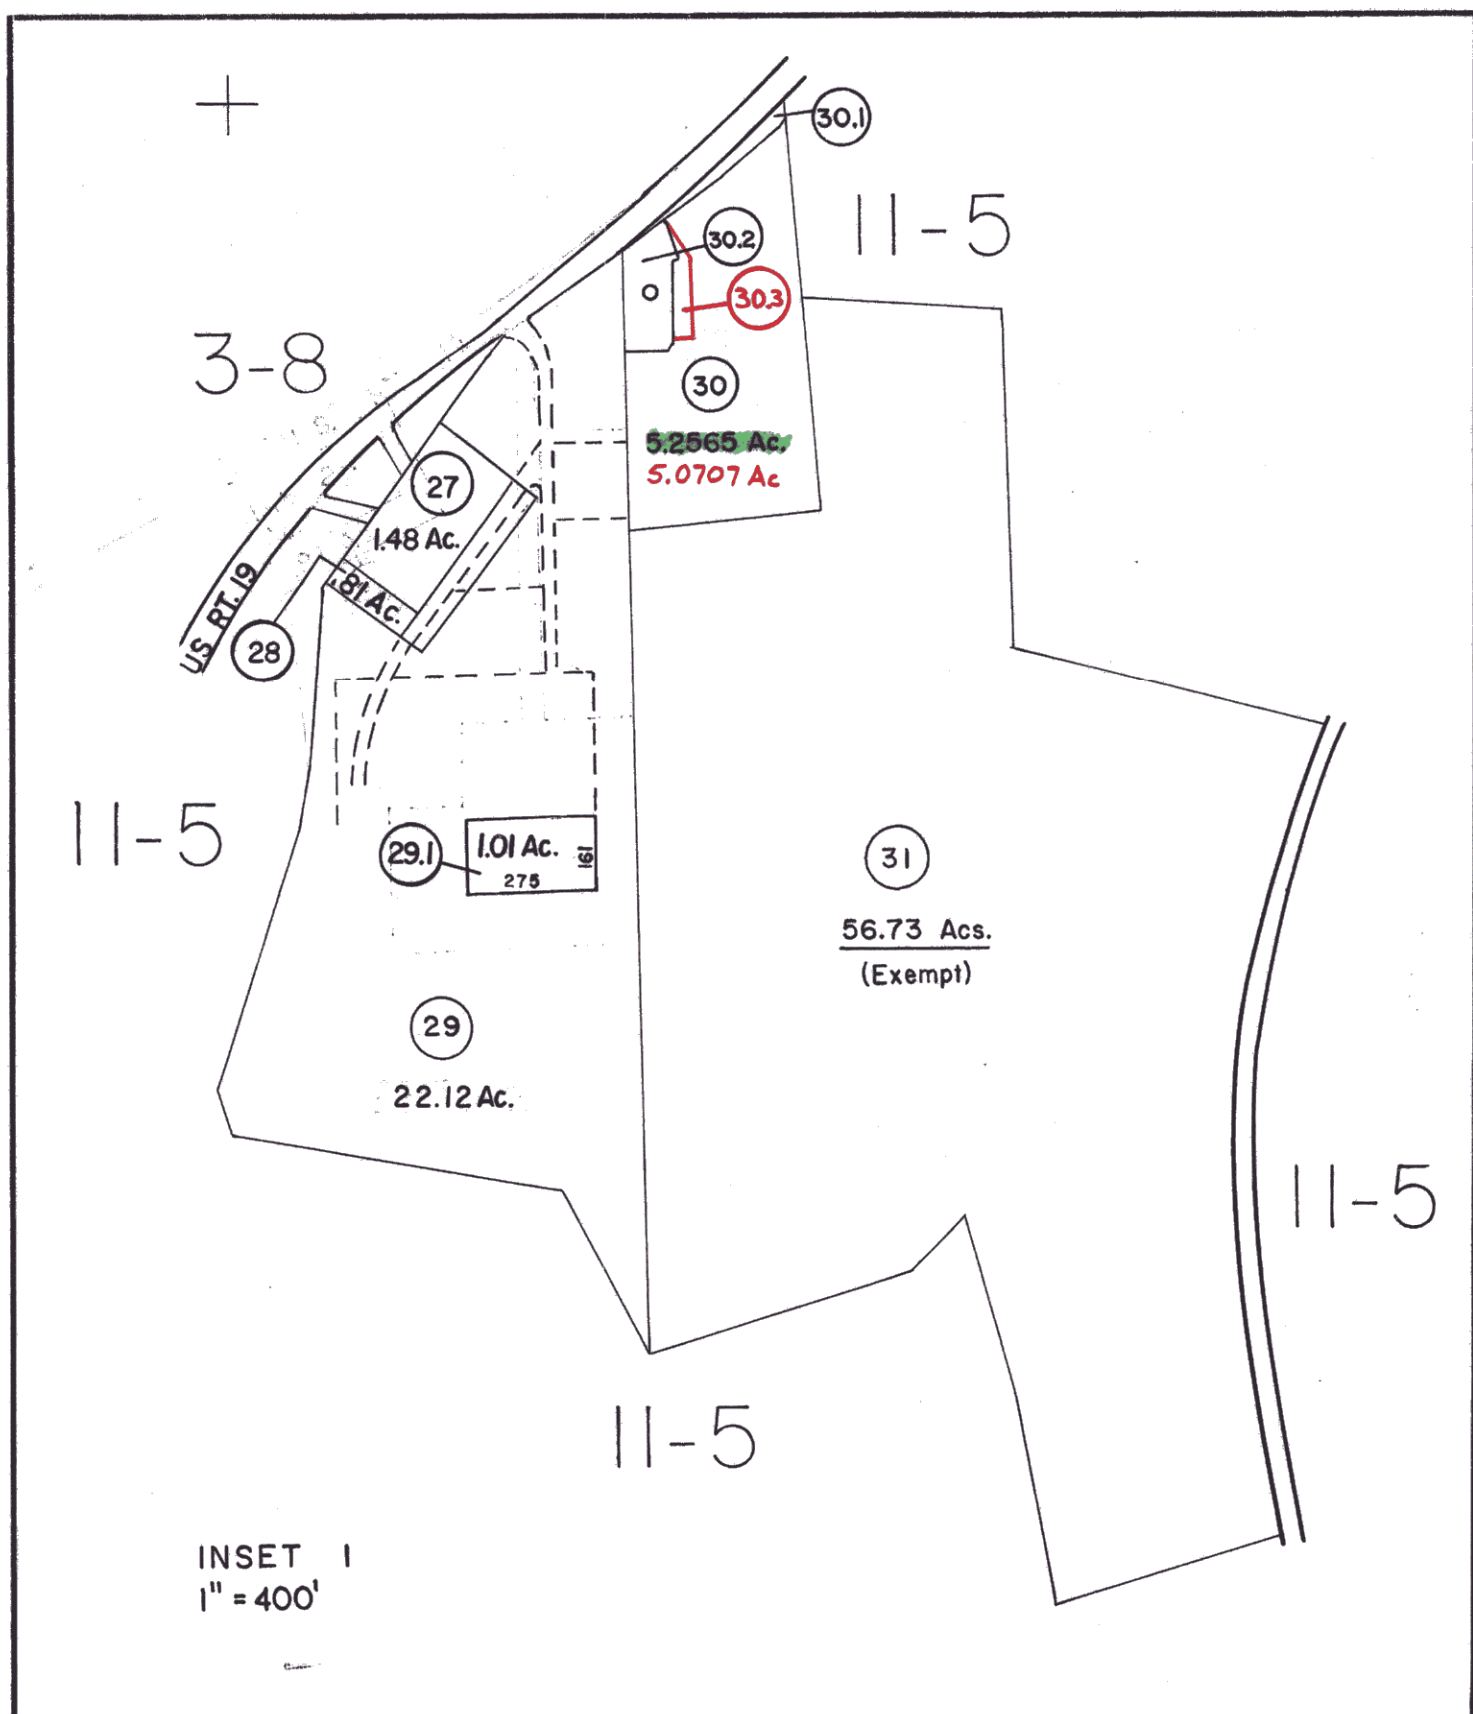 30.1
11-5
30.2
30.3
3-8
30
5.2565 Ac.
5.0707 Ac
27
1.48 Ac.
.81 Ac.
US RT. 19
28
11-5
29.1
1.01 Ac.
161
275
31
56.73 Acs.
(Exempt)
29
22.12 Ac.
11-5
11-5
INSET 1
1" = 400'